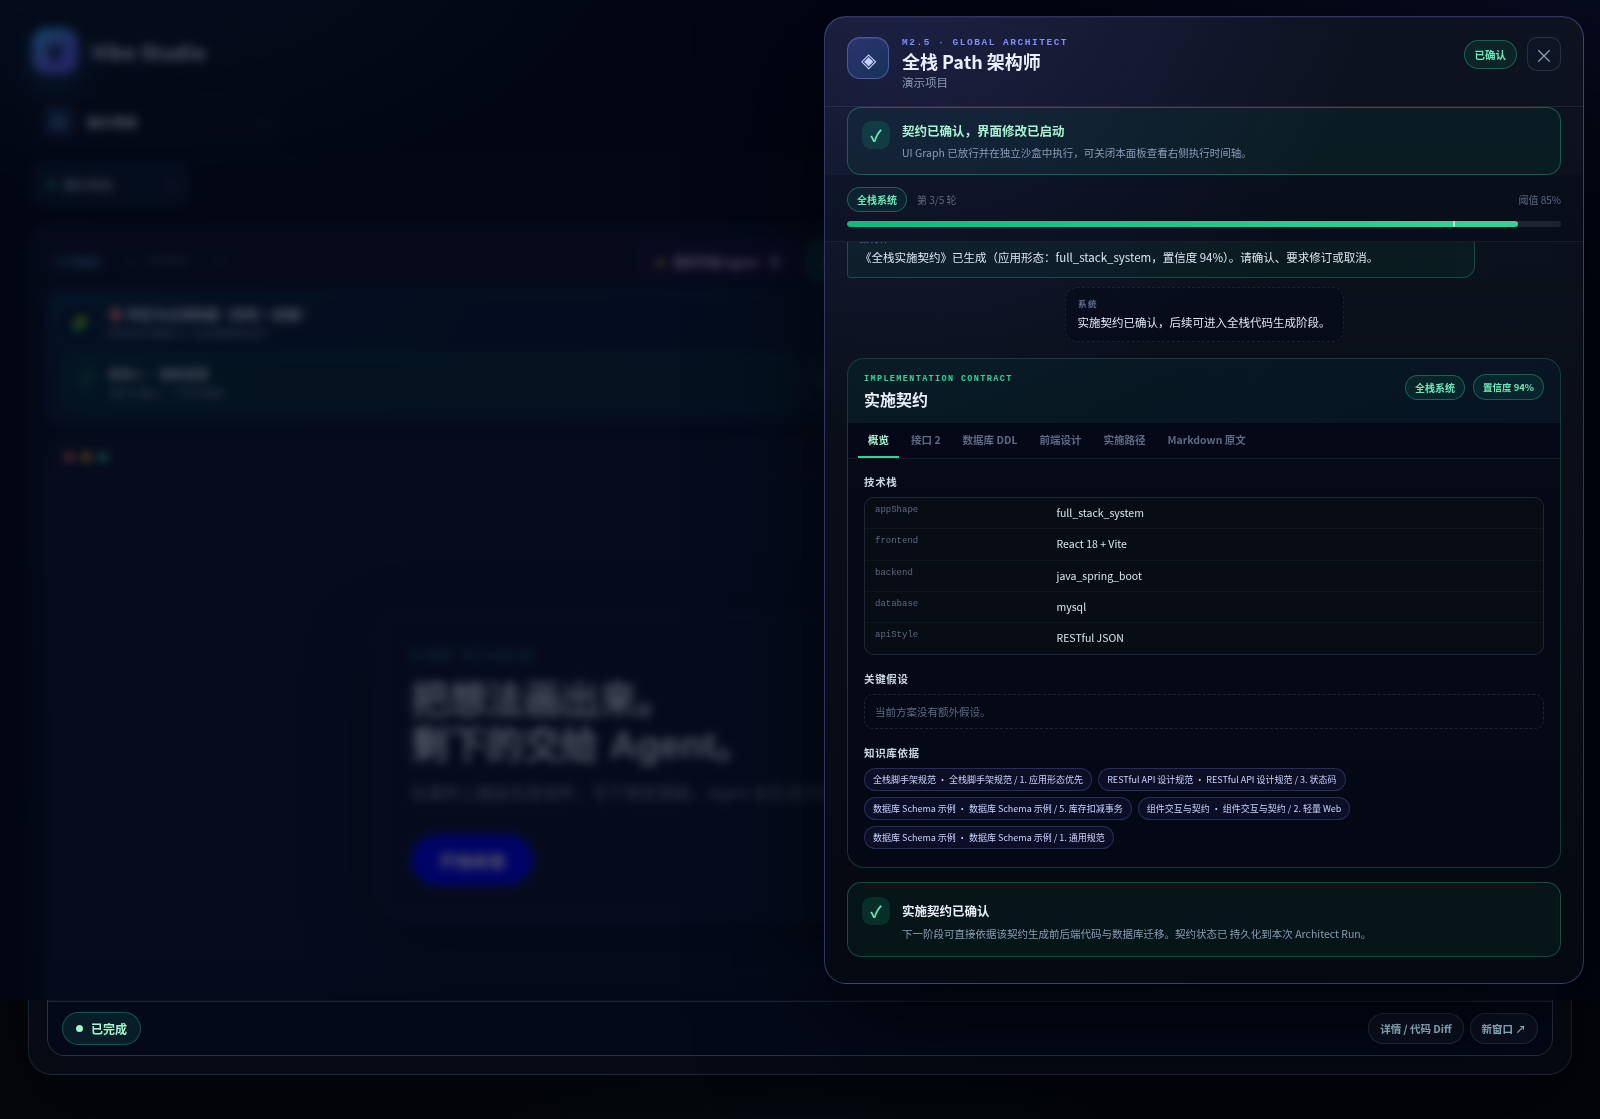 Vibe Studio
M2.5 · GLOBAL ARCHITECT
全栈 Path 架构师
演示项目
已确认
契约已确认，界面修改已启动
UI Graph 已放行并在独立沙盒中执行，可关闭本面板查看右侧执行时间轴。
全栈系统
第 3/5 轮
阈值 85%
《全栈实施契约》已生成（应用形态：full_stack_system，置信度 94%）。请确认、要求修订或取消。
系统
实施契约已确认，后续可进入全栈代码生成阶段。
IMPLEMENTATION CONTRACT
实施契约
全栈系统
置信度 94%
概览
接口 2
数据库 DDL
前端设计
实施路径
Markdown 原文
技术栈
appShape full_stack_system
frontend React 18 + Vite
backend java_spring_boot
database mysql
apiStyle RESTful JSON
关键假设
当前方案没有额外假设。
知识库依据
全栈脚手架规范 · 全栈脚手架规范 / 1. 应用形态优先
RESTful API 设计规范 · RESTful API 设计规范 / 3. 状态码
数据库 Schema 示例 · 数据库 Schema 示例 / 5. 库存扣减事务
组件交互与契约 · 组件交互与契约 / 2. 轻量 Web
数据库 Schema 示例 · 数据库 Schema 示例 / 1. 通用规范
实施契约已确认
下一阶段可直接依据该契约生成前后端代码与数据库迁移。契约状态已 持久化到本次 Architect Run。
把想法画出来。
剩下的交给 Agent。
已完成
详情 / 代码 Diff
新窗口 ↗